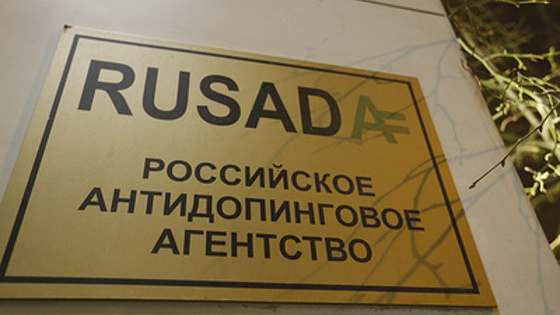 RUSADA
РОССИЙСКОЕ
АНТИДОПИНГОВОЕ
АГЕНТСТВО